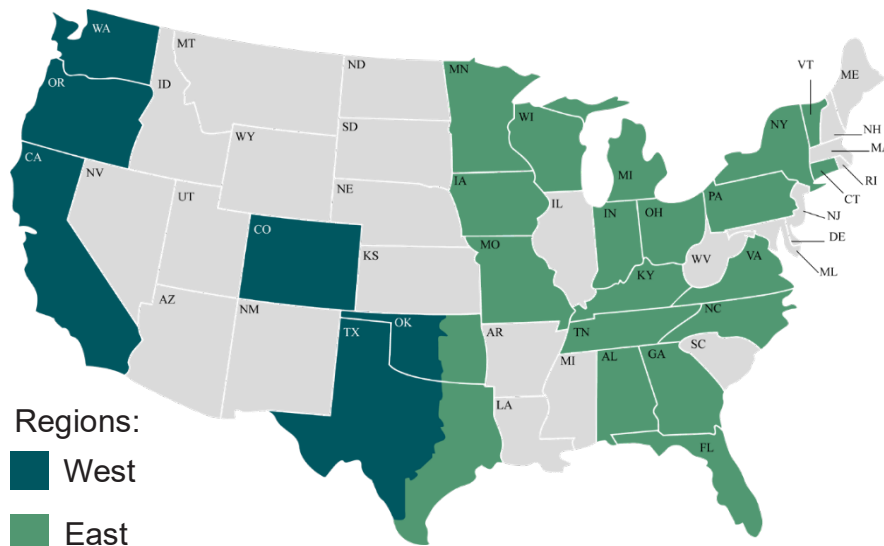 WA
MT
ND
MN
VT
ME
OR
ID
SD
WI
NY
NH
WY
MA
CA
NV
NE
IA
MI
RI
CT
UT
IL
IN
OH
PA
NJ
CO
KS
MO
WV
VA
DE
ML
KY
AZ
NM
TX
OK
AR
TN
NC
MI
AL
GA
SC
LA
FL
Regions:
West
East